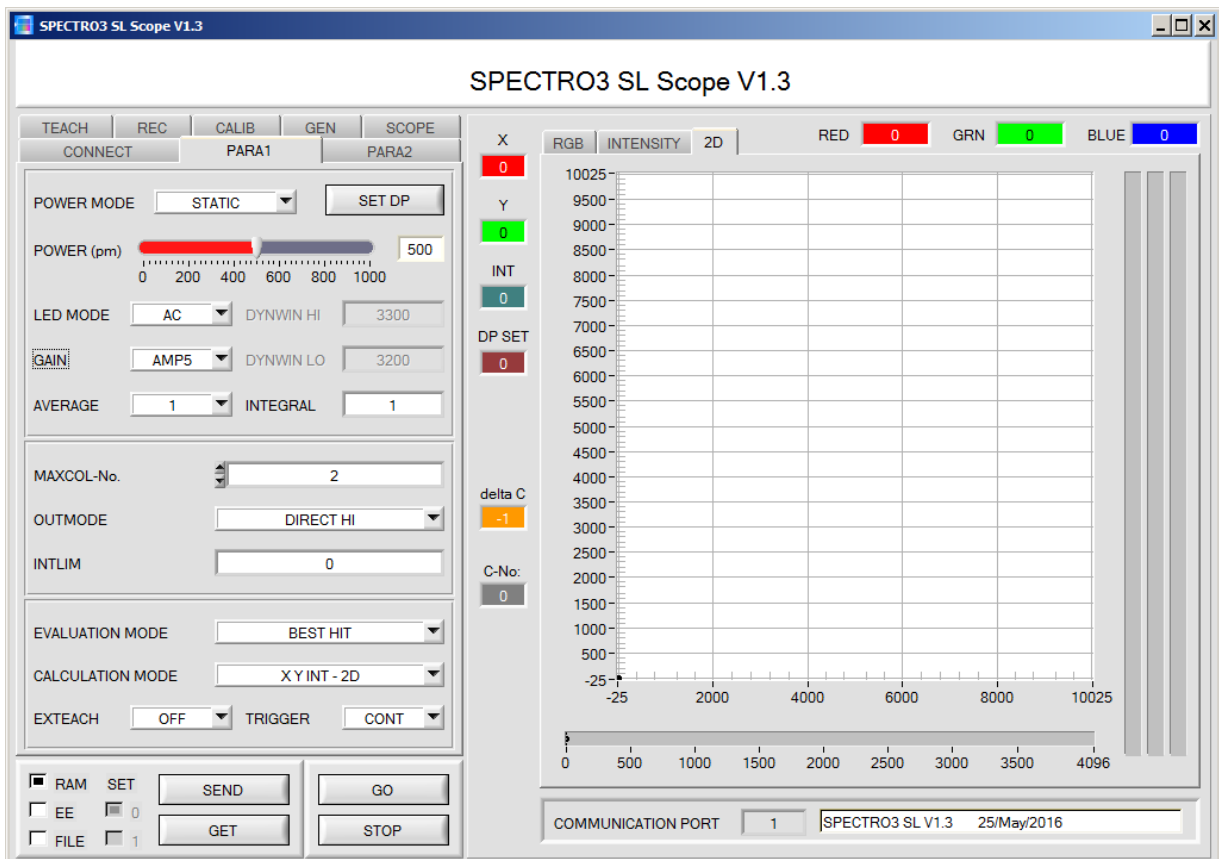 SPECTRO3 SL Scope V1.3
SPECTRO3 SL Scope V1.3
TEACH REC CALIB GEN SCOPE
CONNECT PARA1 PARA2
POWER MODE STATIC SET DP
POWER (pm) 500
0 200 400 600 800 1000
LED MODE AC DYNWIN HI 3300
GAIN AMP5 DYNWIN LO 3200
AVERAGE 1 INTEGRAL 1
MAXCOL-No. 2
OUTMODE DIRECT HI
INTLIM 0
EVALUATION MODE BEST HIT
CALCULATION MODE X Y INT - 2D
EXTEACH OFF TRIGGER CONT
RAM SET SEND GO
EE 0
FILE 1 GET STOP
X
0
Y
0
INT
0
DP SET
0
delta C
-1
C-No:
0
RGB INTENSITY 2D RED 0 GRN 0 BLUE 0
10025
9500
9000
8500
8000
7500
7000
6500
6000
5500
5000
4500
4000
3500
3000
2500
2000
1500
1000
500
-25
-25 2000 4000 6000 8000 10025
0 500 1000 1500 2000 2500 3000 3500 4096
COMMUNICATION PORT 1 SPECTRO3 SL V1.3 25/May/2016